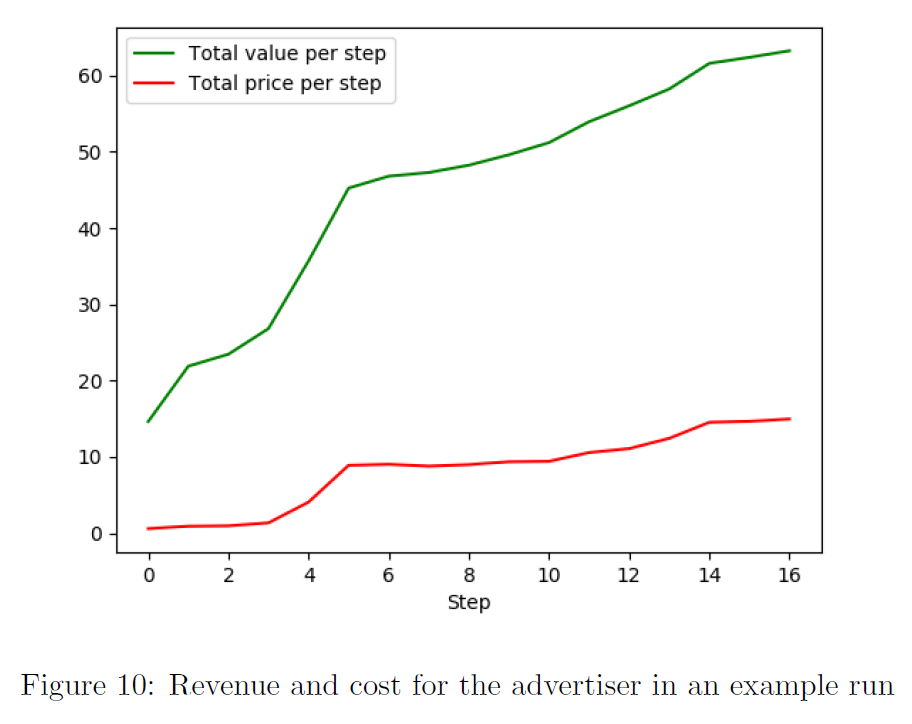 Total value per step
Total price per step
60
50
40
30
20
10
0
0 2 4 6 8 10 12 14 16
Step
Figure 10: Revenue and cost for the advertiser in an example run